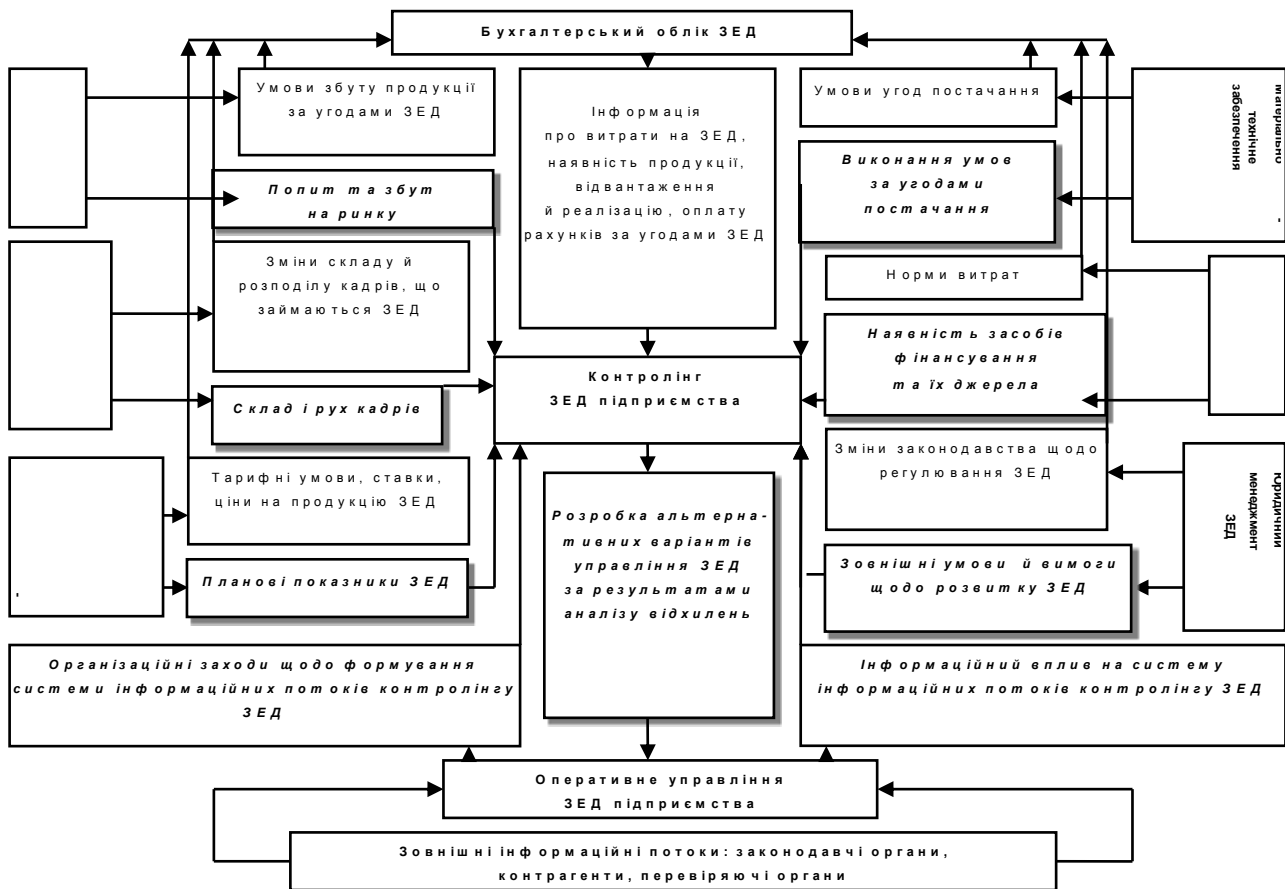 Бухгалтерський облік ЗЕД
Умови збуту продукції
за угодами ЗЕД
Попит та збут
на ринку
Зміни складу й
розподілу кадрів, що
займаються ЗЕД
Склад і рух кадрів
Тарифні умови, ставки,
ціни на продукцію ЗЕД
Планові показники ЗЕД
Інформація
про витрати на ЗЕД,
наявність продукції,
відвантаження
й реалізацію, оплату
рахунків за угодами ЗЕД
Контролінг
ЗЕД підприємства
Розробка альтерна-
тивних варіантів
управління ЗЕД
за результатами
аналізу відхилень
Умови угод постачання
Виконання умов
за угодами
постачання
Норми витрат
Наявність засобів
фінансування
та їх джерела
Зміни законодавства щодо
регулювання ЗЕД
Зовнішні умови й вимоги
щодо розвитку ЗЕД
Матеріально
-
технічне
забезпечення
Юридичний
менеджмент
ЗЕД
Організаційні заходи щодо формування
системи інформаційних потоків контролінгу
ЗЕД
Інформаційний вплив на систему
інформаційних потоків контролінгу ЗЕД
Оперативне управління
ЗЕД підприємства
Зовнішні інформаційні потоки: законодавчі органи,
контрагенти, перевіряючі органи